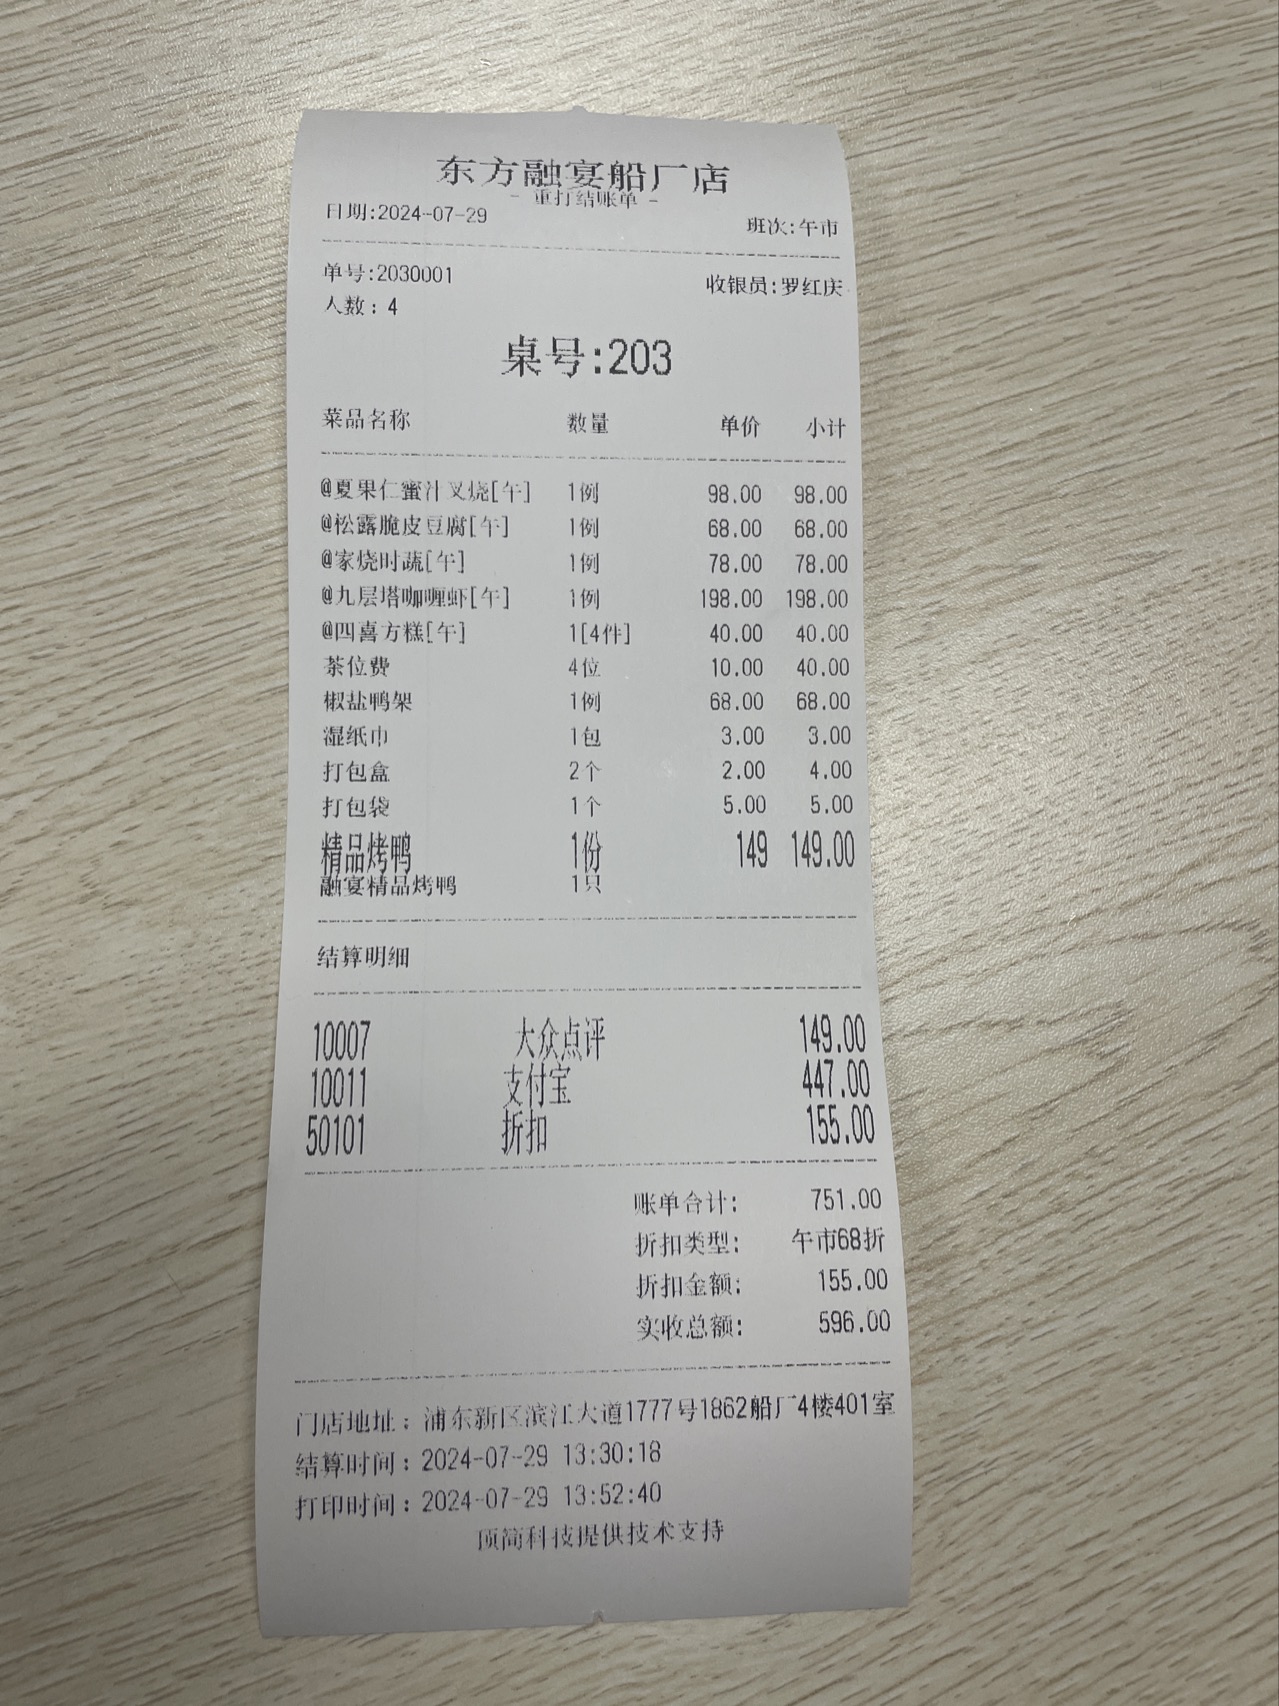 东方融宴船厂店
- 重打结账单 -
日期:2024-07-29 班次:午市
单号:2030001 收银员:罗红庆
人数: 4
桌号:203
菜品名称 数量 单价 小计
@夏果仁蜜汁叉烧[午] 1例 98.00 98.00
@松露脆皮豆腐[午] 1例 68.00 68.00
@家烧时蔬[午] 1例 78.00 78.00
@九层塔咖喱虾[午] 1例 198.00 198.00
@四喜方糕[午] 1[4件] 40.00 40.00
茶位费 4位 10.00 40.00
椒盐鸭架 1例 68.00 68.00
湿纸巾 1包 3.00 3.00
打包盒 2个 2.00 4.00
打包袋 1个 5.00 5.00
精品烤鸭 1份 149 149.00
融宴精品烤鸭 1只
结算明细
10007 大众点评 149.00
10011 支付宝 447.00
50101 折扣 155.00
账单合计: 751.00
折扣类型: 午市68折
折扣金额: 155.00
实收总额: 596.00
门店地址: 浦东新区滨江大道1777号1862船厂4楼401室
结算时间: 2024-07-29 13:30:18
打印时间: 2024-07-29 13:52:40
顶简科技提供技术支持